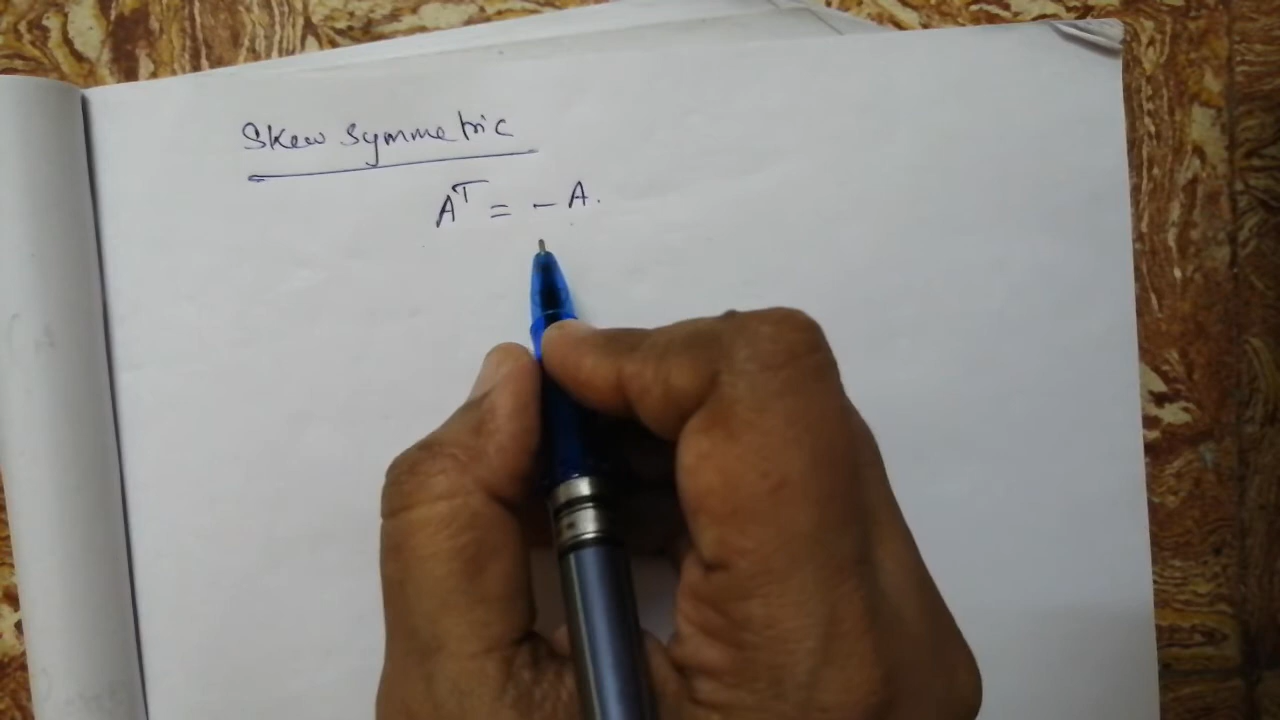 Skew Symmetric
Aᵀ = - A.